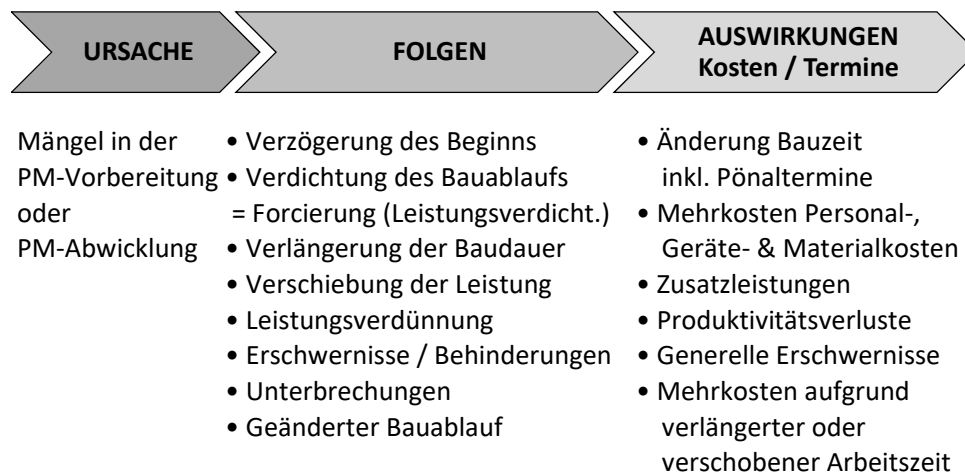 URSACHE
FOLGEN
AUSWIRKUNGEN
Kosten / Termine
Mängel in der
PM-Vorbereitung
oder
PM-Abwicklung
• Verzögerung des Beginns
• Verdichtung des Bauablaufs
= Forcierung (Leistungsverdicht.)
• Verlängerung der Baudauer
• Verschiebung der Leistung
• Leistungsverdünnung
• Erschwernisse / Behinderungen
• Unterbrechungen
• Geänderter Bauablauf
• Änderung Bauzeit
inkl. Pönaltermine
• Mehrkosten Personal-,
Geräte- & Materialkosten
• Zusatzleistungen
• Produktivitätsverluste
• Generelle Erschwernisse
• Mehrkosten aufgrund
verlängerter oder
verschobener Arbeitszeit